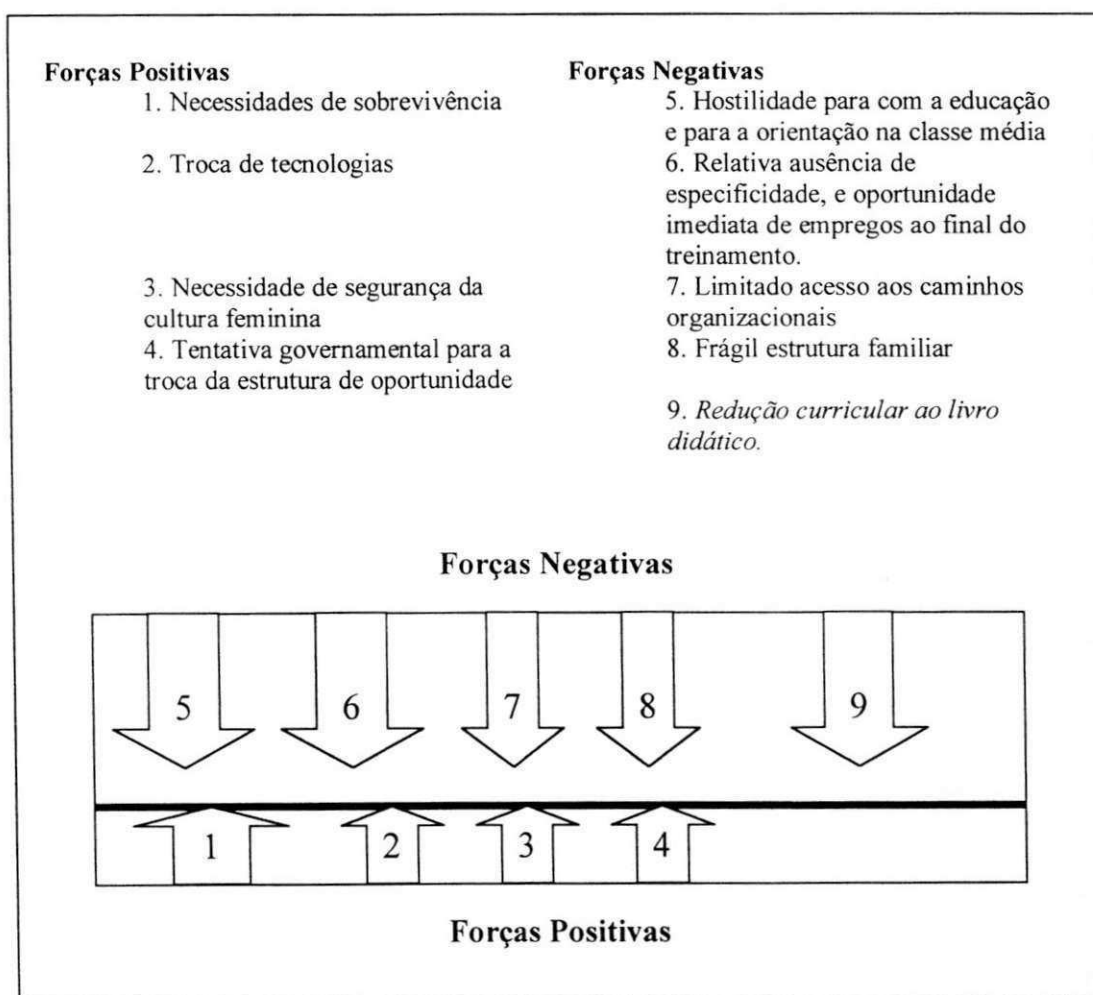 Forças Positivas
1. Necessidades de sobrevivência
2. Troca de tecnologias
3. Necessidade de segurança da
cultura feminina
4. Tentativa governamental para a
troca da estrutura de oportunidade
Forças Negativas
5. Hostilidade para com a educação
e para a orientação na classe média
6. Relativa ausência de
especificidade, e oportunidade
imediata de empregos ao final do
treinamento.
7. Limitado acesso aos caminhos
organizacionais
8. Frágil estrutura familiar
9. Redução curricular ao livro
didático.
Forças Negativas
5 6 7 8 9
1 2 3 4
Forças Positivas